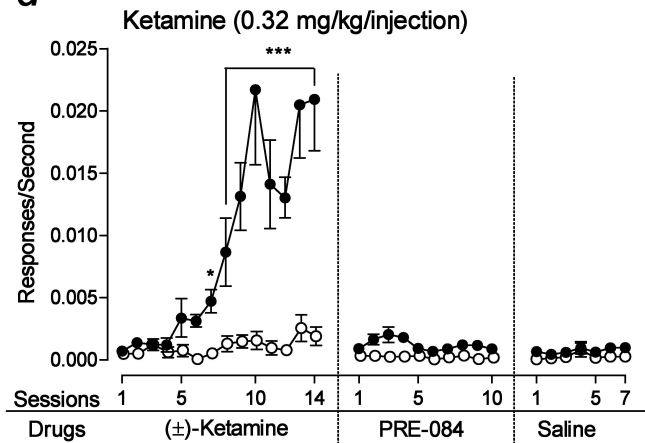 Ketamine (0.32 mg/kg/injection)
0.025
0.020
0.015
0.010
0.005
0.000
Responses/Second
***
*
Sessions 1 5 10 14 1 5 10 1 5 7
Drugs (±)-Ketamine PRE-084 Saline